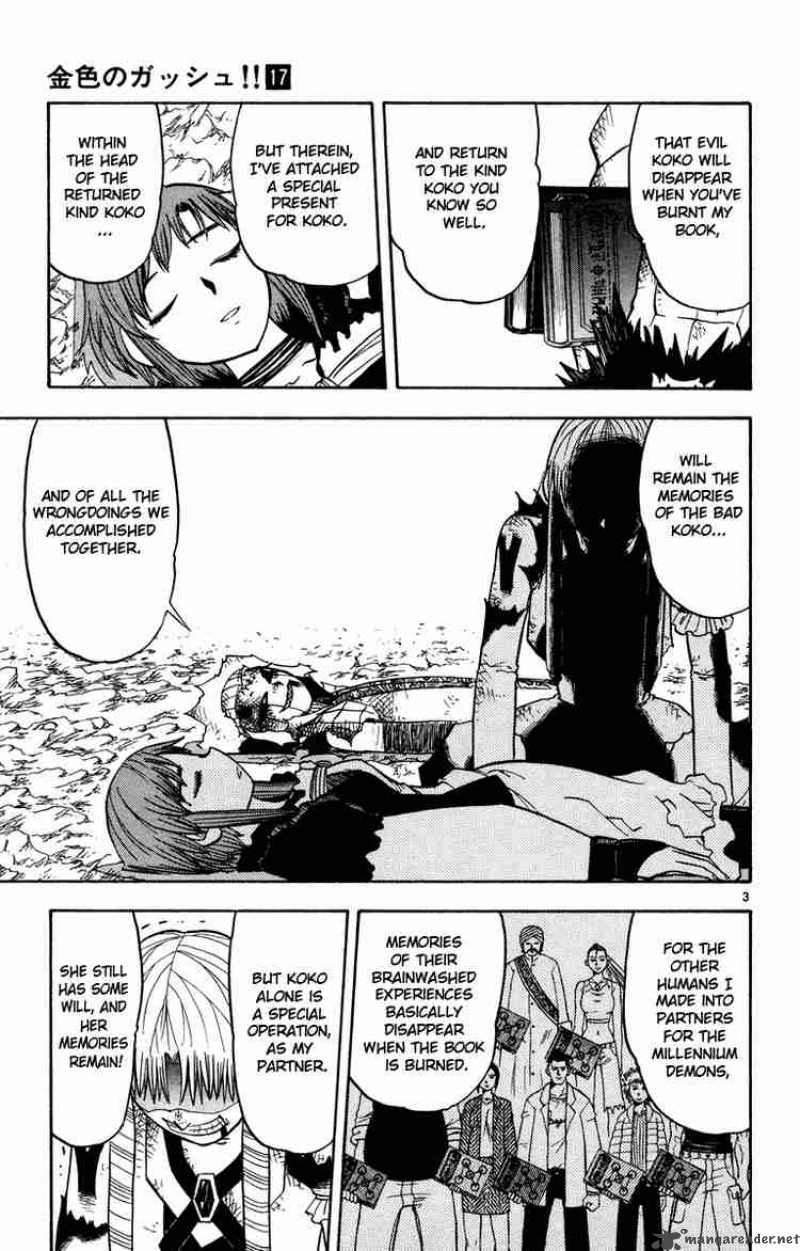 金色のガッシュ!! 17
THAT EVIL
KOKO WILL
DISAPPEAR
WHEN YOU'VE
BURNT MY
BOOK,
AND RETURN
TO THE KIND
KOKO YOU
KNOW SO
WELL.
BUT THEREIN,
I'VE ATTACHED
A SPECIAL
PRESENT
FOR KOKO.
WITHIN
THE HEAD
OF THE
RETURNED
KIND KOKO
...
WILL
REMAIN THE
MEMORIES
OF THE BAD
KOKO...
AND OF ALL THE
WRONGDOINGS WE
ACCOMPLISHED
TOGETHER.
3
FOR THE
OTHER
HUMANS I
MADE INTO
PARTNERS
FOR THE
MILLENNIUM
DEMONS,
MEMORIES
OF THEIR
BRAINWASHED
EXPERIENCES
BASICALLY
DISAPPEAR
WHEN THE BOOK
IS BURNED.
BUT KOKO
ALONE IS
A SPECIAL
OPERATION,
AS MY
PARTNER.
SHE STILL
HAS SOME
WILL, AND
HER
MEMORIES
REMAIN!
mangareader.net